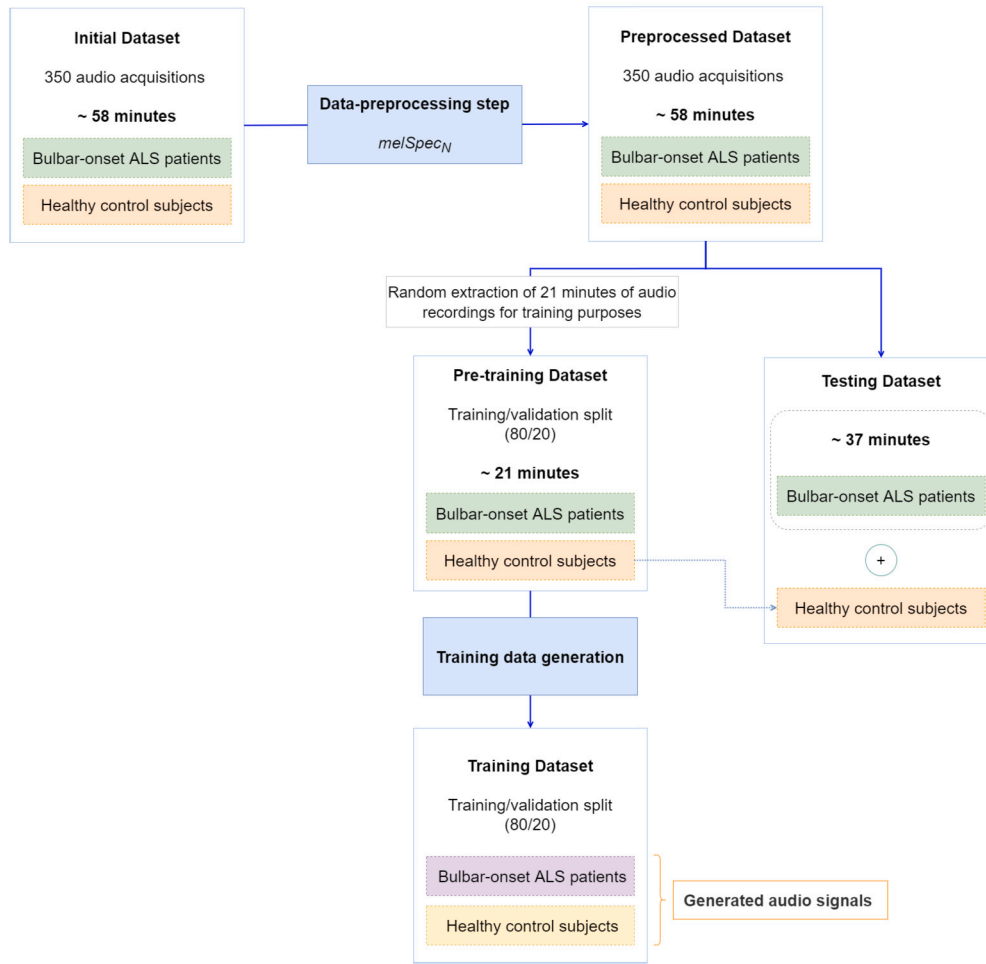 Initial Dataset
350 audio acquisitions
~ 58 minutes
Bulbar-onset ALS patients
Healthy control subjects
Data-preprocessing step
melSpecN
Preprocessed Dataset
350 audio acquisitions
~ 58 minutes
Bulbar-onset ALS patients
Healthy control subjects
Random extraction of 21 minutes of audio
recordings for training purposes
Pre-training Dataset
Training/validation split
(80/20)
~ 21 minutes
Bulbar-onset ALS patients
Healthy control subjects
Testing Dataset
~ 37 minutes
Bulbar-onset ALS patients
+
Healthy control subjects
Training data generation
Training Dataset
Training/validation split
(80/20)
Bulbar-onset ALS patients
Healthy control subjects
Generated audio signals